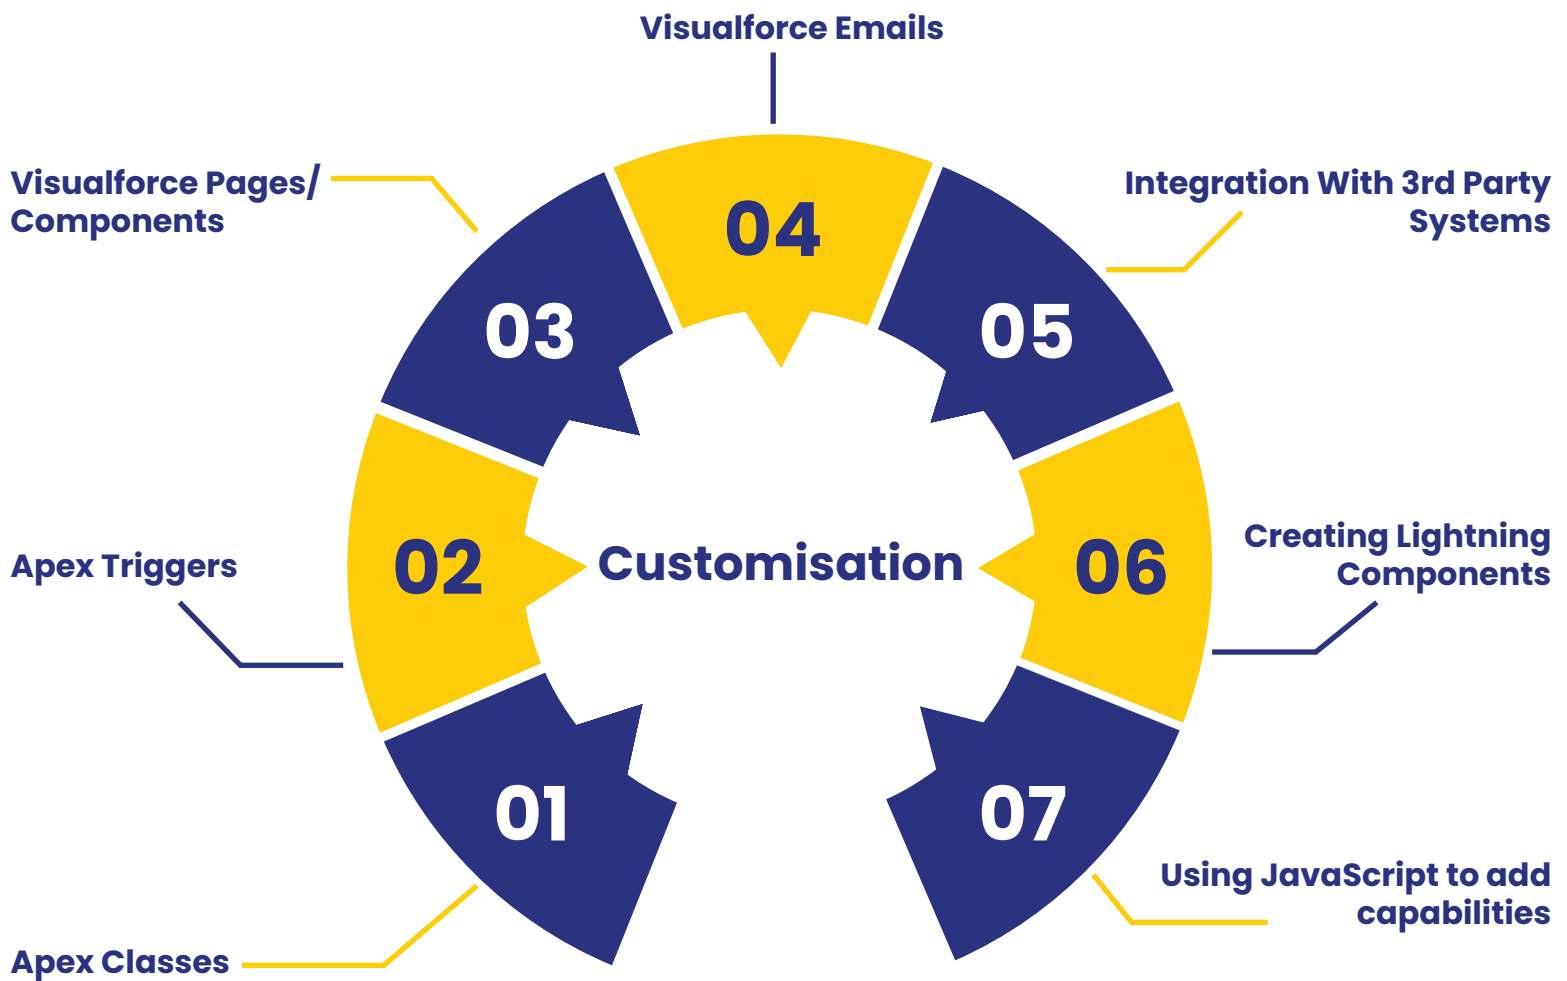 Visualforce Emails
Visualforce Pages/
Components
Integration With 3rd Party
Systems
04
03
05
Apex Triggers
02
Customisation
06
Creating Lightning
Components
01
07
Using JavaScript to add
capabilities
Apex Classes